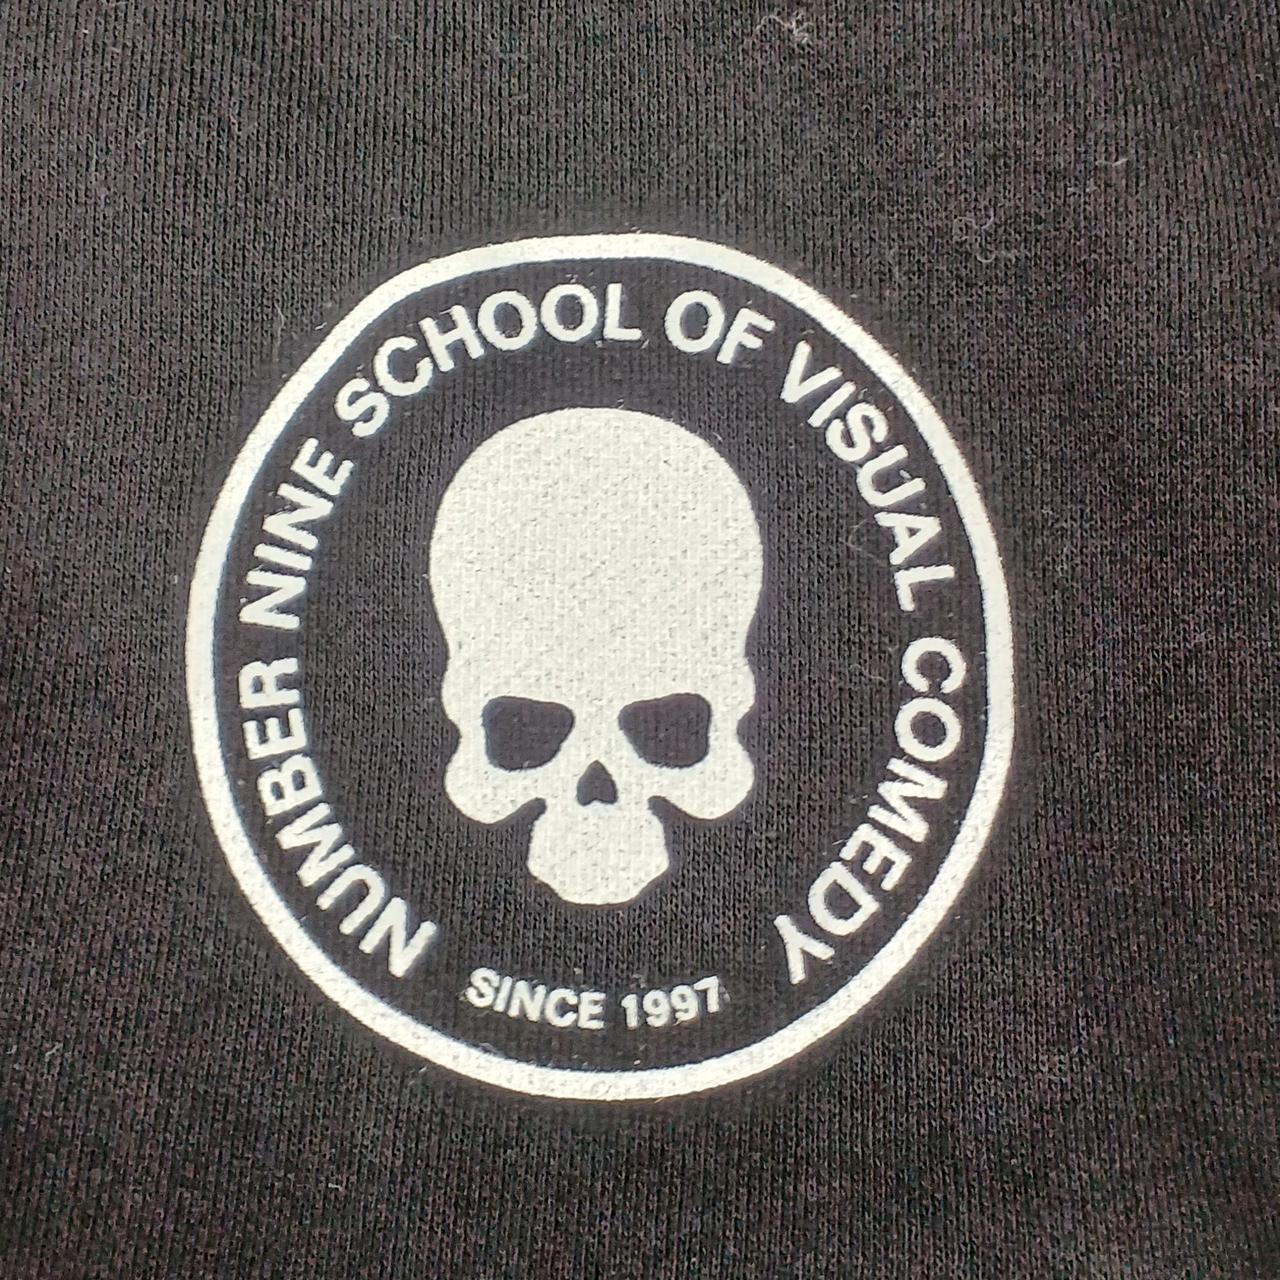 NUMBER NINE SCHOOL OF VISUAL COMEDY
SINCE 1997